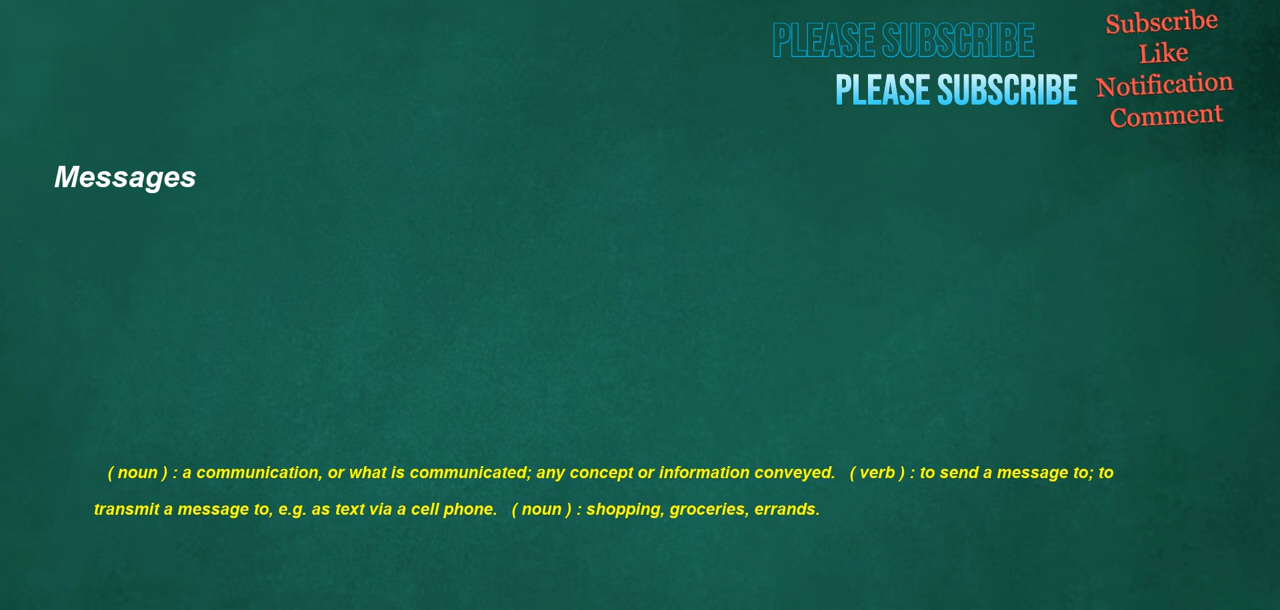 PLEASE SUBSCRIBE
PLEASE SUBSCRIBE
Subscribe
Like
Notification
Comment
Messages
( noun ) : a communication, or what is communicated; any concept or information conveyed. ( verb ) : to send a message to; to
transmit a message to, e.g. as text via a cell phone. ( noun ) : shopping, groceries, errands.